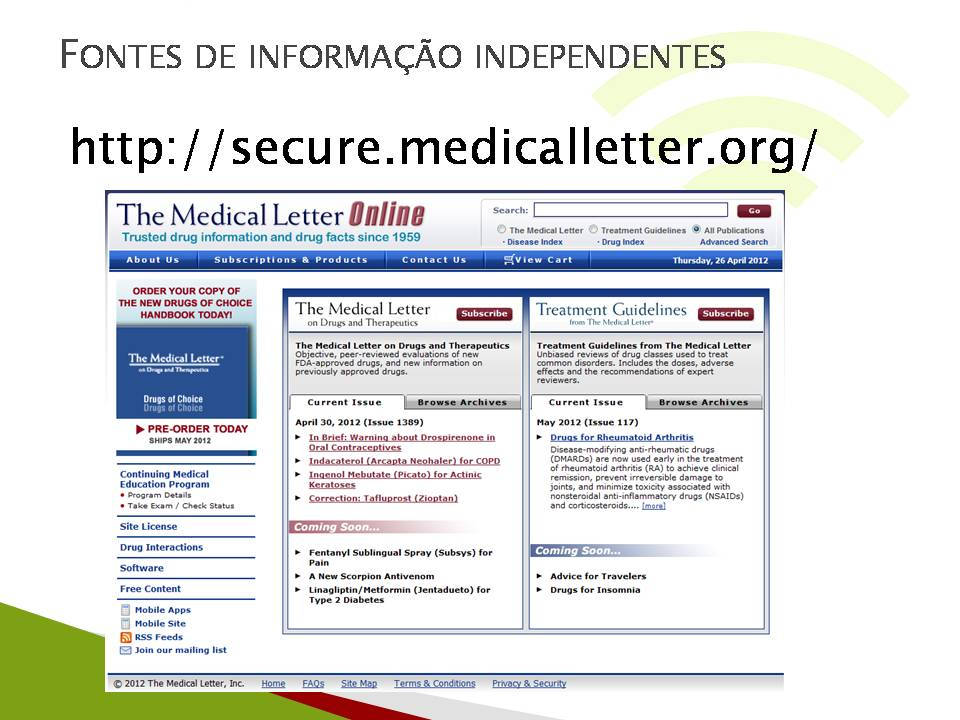 FONTES DE INFORMAÇÃO INDEPENDENTES
http://secure.medicalletter.org/
The Medical Letter Online
Trusted drug information and drug facts since 1959
Search:
Go
The Medical Letter Treatment Guidelines All Publications
· Disease Index · Drug Index Advanced Search
About Us Subscriptions & Products Contact Us View Cart Thursday, 26 April 2012
ORDER YOUR COPY OF
THE NEW DRUGS OF CHOICE
HANDBOOK TODAY!
The Medical Letter®
on Drugs and Therapeutics
Drugs of Choice
Drugs of Choice
PRE-ORDER TODAY
SHIPS MAY 2012
Continuing Medical
Education Program
• Program Details
• Take Exam / Check Status
Site License
Drug Interactions
Software
Free Content
Mobile Apps
Mobile Site
RSS Feeds
Join our mailing list
The Medical Letter
on Drugs and Therapeutics
Subscribe
The Medical Letter on Drugs and Therapeutics
Objective, peer-reviewed evaluations of new
FDA-approved drugs, and new information on
previously approved drugs.
Current Issue Browse Archives
April 30, 2012 (Issue 1389)
In Brief: Warning about Drospirenone in
Oral Contraceptives
Indacaterol (Arcapta Neohaler) for COPD
Ingenol Mebutate (Picato) for Actinic
Keratoses
Correction: Tafluprost (Zioptan)
Coming Soon...
Fentanyl Sublingual Spray (Subsys) for
Pain
A New Scorpion Antivenom
Linagliptin/Metformin (Jentadueto) for
Type 2 Diabetes
Treatment Guidelines
from The Medical Letter®
Subscribe
Treatment Guidelines from The Medical Letter
Unbiased reviews of drug classes used to treat
common disorders. Includes the doses, adverse
effects and the recommendations of expert
reviewers.
Current Issue Browse Archives
May 2012 (Issue 117)
Drugs for Rheumatoid Arthritis
Disease-modifying anti-rheumatic drugs
(DMARDs) are now used early in the treatment
of rheumatoid arthritis (RA) to achieve clinical
remission, prevent irreversible damage to
joints, and minimize toxicity associated with
nonsteroidal anti-inflammatory drugs (NSAIDs)
and corticosteroids.... [more]
Coming Soon...
Advice for Travelers
Drugs for Insomnia
© 2012 The Medical Letter, Inc. Home FAQs Site Map Terms & Conditions Privacy & Security